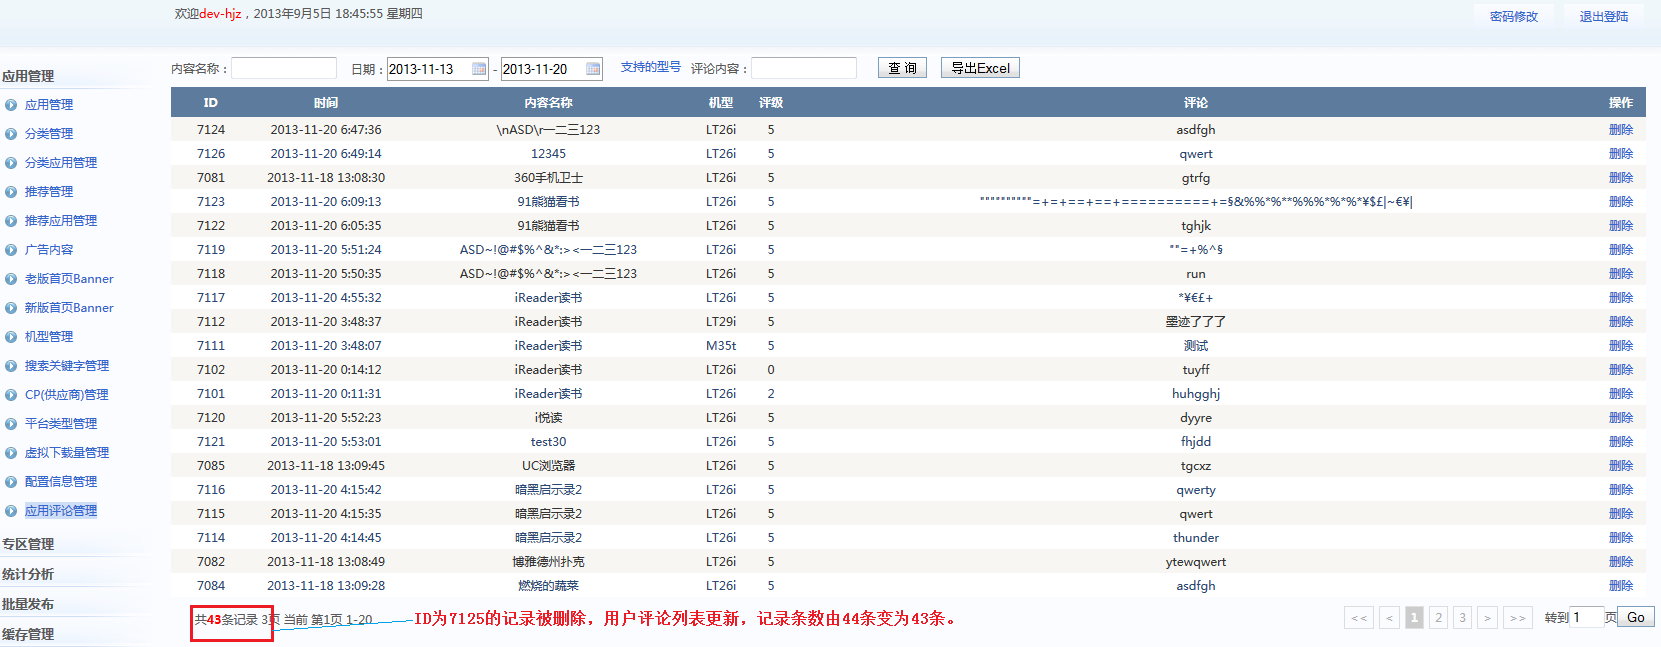 欢迎dev-hjz，2013年9月5日 18:45:55 星期四
密码修改 退出登陆
应用管理
应用管理
分类管理
分类应用管理
推荐管理
推荐应用管理
广告内容
老版首页Banner
新版首页Banner
机型管理
搜索关键字管理
CP(供应商)管理
平台类型管理
虚拟下载量管理
配置信息管理
应用评论管理
专区管理
统计分析
批量发布
缓存管理
内容名称： 日期：2013-11-13 - 2013-11-20 支持的型号 评论内容： 查 询 导出Excel
ID 时间 内容名称 机型 评级 评论 操作
7124 2013-11-20 6:47:36 \nASD\r一二三123 LT26i 5 asdfgh 删除
7126 2013-11-20 6:49:14 12345 LT26i 5 qwert 删除
7081 2013-11-18 13:08:30 360手机卫士 LT26i 5 gtrfg 删除
7123 2013-11-20 6:09:13 91熊猫看书 LT26i 5 """"""""""=+=+==+==+==========+=§&%%*%**%%%*%*%*¥$£|~€¥| 删除
7122 2013-11-20 6:05:35 91熊猫看书 LT26i 5 tghjk 删除
7119 2013-11-20 5:51:24 ASD~!@#$%^&*:><一二三123 LT26i 5 ""=+%^§ 删除
7118 2013-11-20 5:50:35 ASD~!@#$%^&*:><一二三123 LT26i 5 run 删除
7117 2013-11-20 4:55:32 iReader读书 LT26i 5 *¥€£+ 删除
7112 2013-11-20 3:48:37 iReader读书 LT29i 5 墨迹了了了 删除
7111 2013-11-20 3:48:07 iReader读书 M35t 5 测试 删除
7102 2013-11-20 0:14:12 iReader读书 LT26i 0 tuyff 删除
7101 2013-11-20 0:11:31 iReader读书 LT26i 2 huhgghj 删除
7120 2013-11-20 5:52:23 i悦读 LT26i 5 dyyre 删除
7121 2013-11-20 5:53:01 test30 LT26i 5 fhjdd 删除
7085 2013-11-18 13:09:45 UC浏览器 LT26i 5 tgcxz 删除
7116 2013-11-20 4:15:42 暗黑启示录2 LT26i 5 qwerty 删除
7115 2013-11-20 4:15:35 暗黑启示录2 LT26i 5 qwert 删除
7114 2013-11-20 4:14:45 暗黑启示录2 LT26i 5 thunder 删除
7082 2013-11-18 13:08:49 博雅德州扑克 LT26i 5 ytewqwert 删除
7084 2013-11-18 13:09:28 燃烧的蔬菜 LT26i 5 asdfgh 删除
共43条记录 3页 当前 第1页 1-20 ID为7125的记录被删除，用户评论列表更新，记录条数由44条变为43条。 << < 1 2 3 > >> 转到 1 页 Go